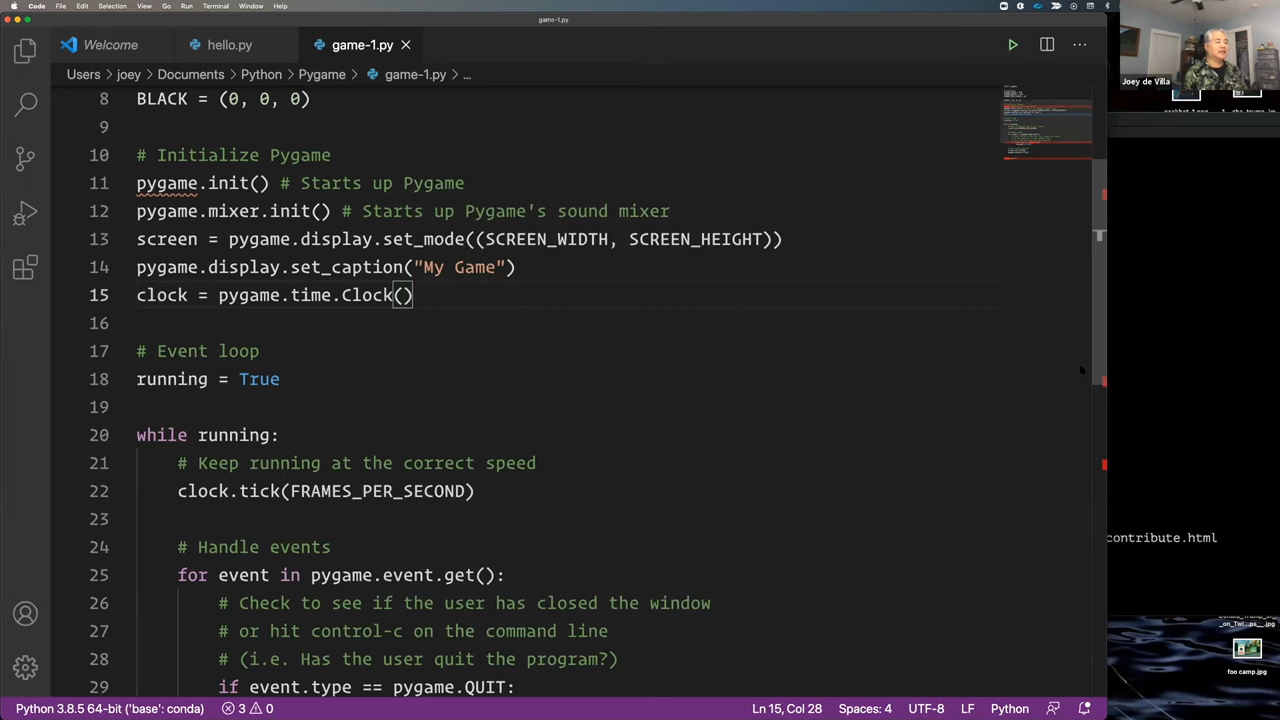 Code File Edit Selection View Go Run Terminal Window Help
game-1.py
Welcome hello.py game-1.py
Users joey Documents Python Pygame game-1.py ...
8 BLACK = (0, 0, 0)
9
10 # Initialize Pygame
11 pygame.init() # Starts up Pygame
12 pygame.mixer.init() # Starts up Pygame's sound mixer
13 screen = pygame.display.set_mode((SCREEN_WIDTH, SCREEN_HEIGHT))
14 pygame.display.set_caption("My Game")
15 clock = pygame.time.Clock()
16
17 # Event loop
18 running = True
19
20 while running:
21 # Keep running at the correct speed
22 clock.tick(FRAMES_PER_SECOND)
23
24 # Handle events
25 for event in pygame.event.get():
26 # Check to see if the user has closed the window
27 # or hit control-c on the command line
28 # (i.e. Has the user quit the program?)
29 if event.type == pygame.QUIT:
Python 3.8.5 64-bit ('base': conda) 3 0 Ln 15, Col 28 Spaces: 4 UTF-8 LF Python
Joey de Villa
contribute.html
foo camp.jpg